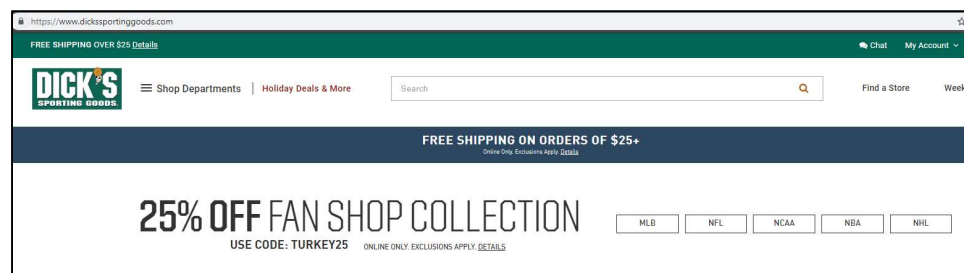 https://www.dickssportinggoods.com
FREE SHIPPING OVER $25 Details
Chat My Account
DICK'S
SPORTING GOODS.
Shop Departments | Holiday Deals & More Search Find a Store Week
FREE SHIPPING ON ORDERS OF $25+
Online Only. Exclusions Apply. Details
25% OFF FAN SHOP COLLECTION
MLB NFL NCAA NBA NHL
USE CODE: TURKEY25 ONLINE ONLY. EXCLUSIONS APPLY. DETAILS